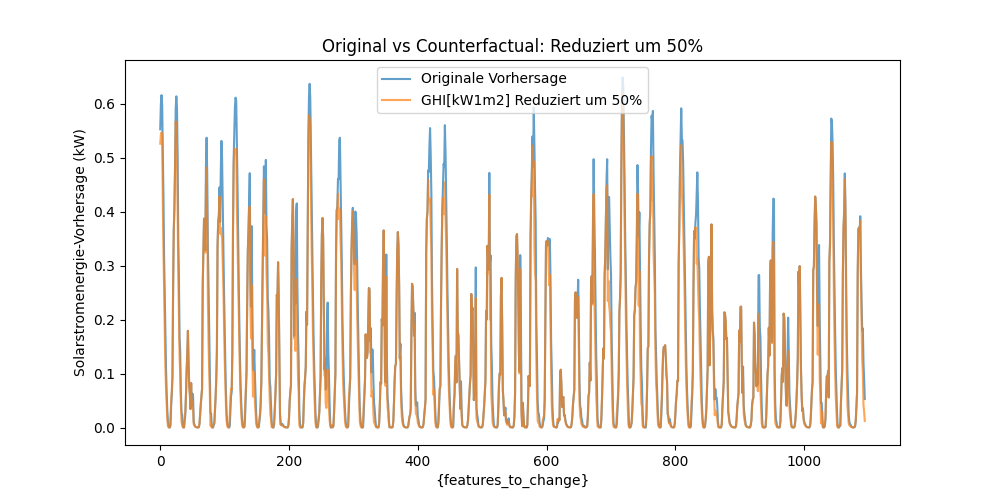 Original vs Counterfactual: Reduziert um 50%
Originale Vorhersage
GHI[kW1m2] Reduziert um 50%
Solarstromenergie-Vorhersage (kW)
0.6
0.5
0.4
0.3
0.2
0.1
0.0
0 200 400 600 800 1000
{features_to_change}